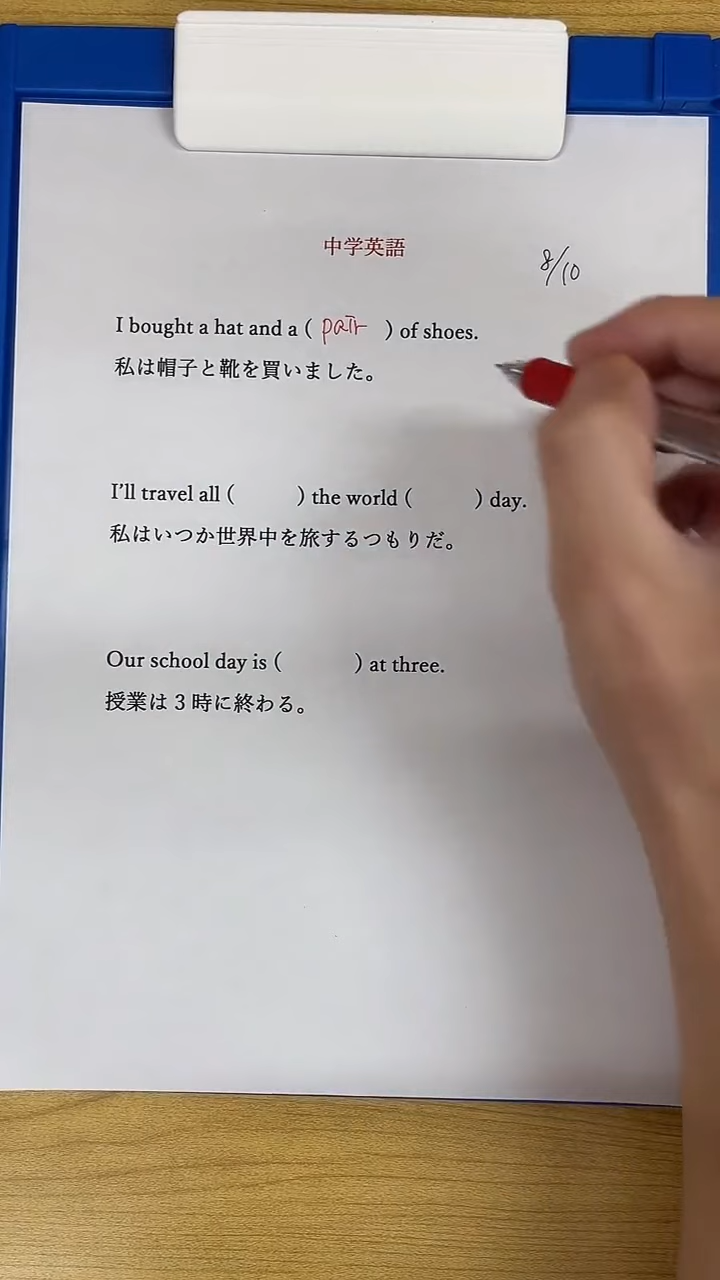 中学英語
8/10
I bought a hat and a ( pair ) of shoes.
私は帽子と靴を買いました。
I'll travel all (      ) the world (      ) day.
私はいつか世界中を旅するつもりだ。
Our school day is (      ) at three.
授業は3時に終わる。